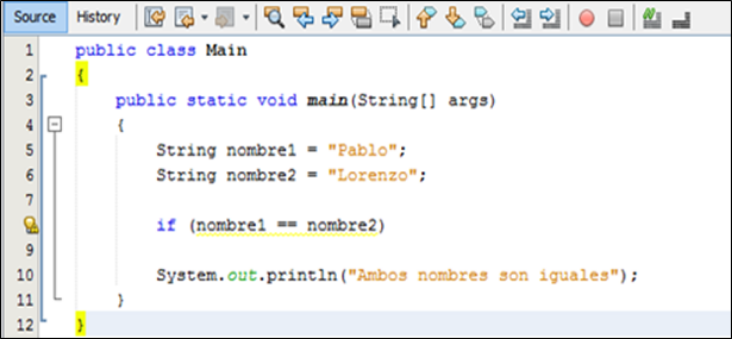 Source History
1 public class Main
2 {
3 public static void main(String[] args)
4 {
5 String nombre1 = "Pablo";
6 String nombre2 = "Lorenzo";
7
if (nombre1 == nombre2)
9
10 System.out.println("Ambos nombres son iguales");
11 }
12 }